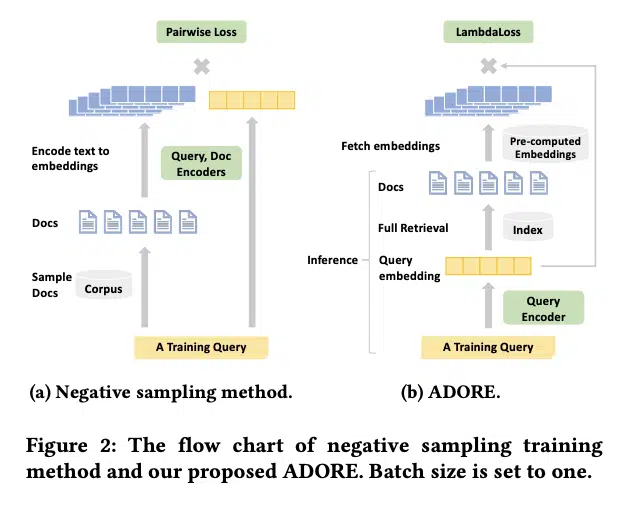 Pairwise Loss
Encode text to
embeddings
Query, Doc
Encoders
Docs
Sample
Docs
Corpus
A Training Query
(a) Negative sampling method.
LambdaLoss
Fetch embeddings
Pre-computed
Embeddings
Docs
Full Retrieval
Index
Inference
Query
embedding
Query
Encoder
A Training Query
(b) ADORE.
Figure 2: The flow chart of negative sampling training
method and our proposed ADORE. Batch size is set to one.